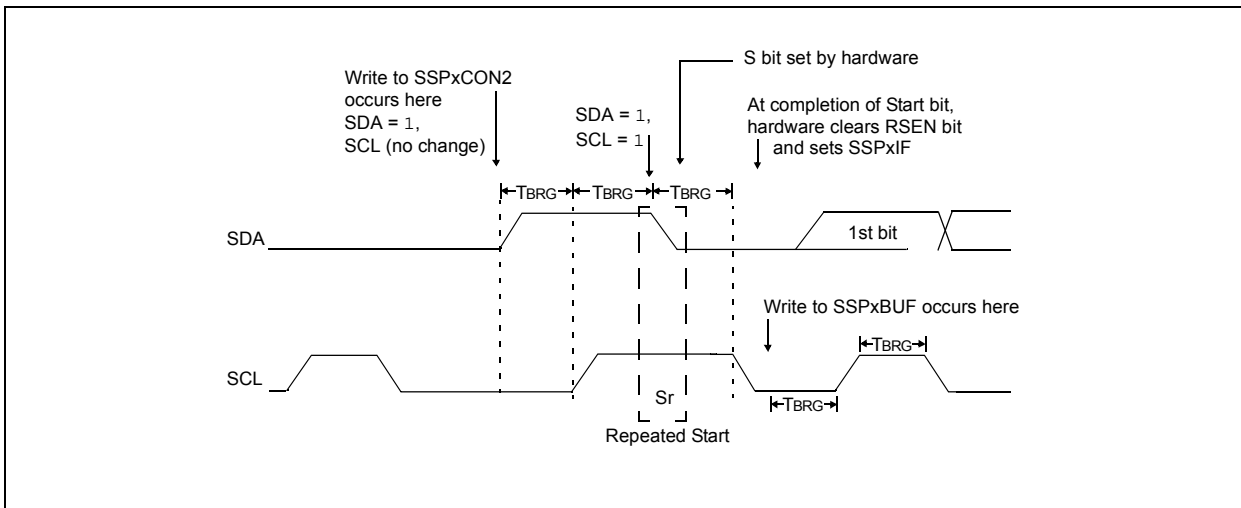 S bit set by hardware
Write to SSPxCON2
occurs here
SDA = 1,
SCL (no change)
SDA = 1,
SCL = 1
At completion of Start bit,
hardware clears RSEN bit
and sets SSPxIF
TBRG
TBRG
TBRG
SDA
1st bit
Write to SSPxBUF occurs here
TBRG
SCL
Sr
TBRG
Repeated Start